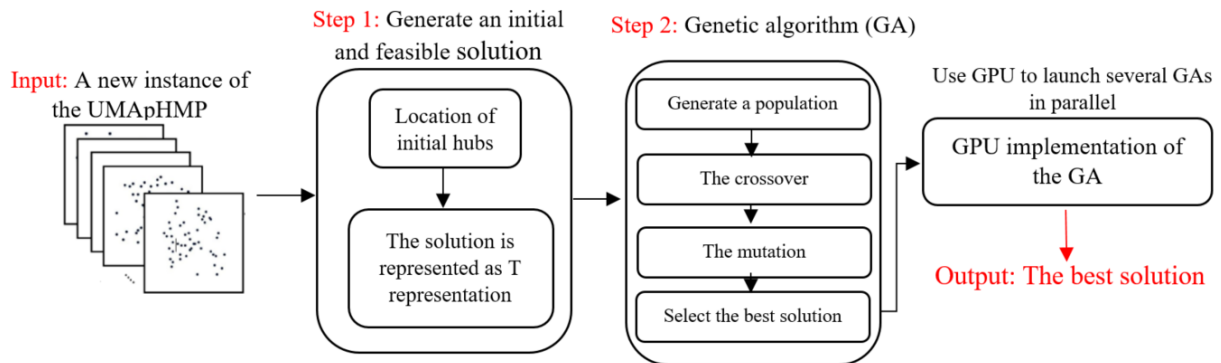 Input: A new instance of
the UMApHMP
Step 1: Generate an initial
and feasible solution
Location of
initial hubs
The solution is
represented as T
representation
Step 2: Genetic algorithm (GA)
Generate a population
The crossover
The mutation
Select the best solution
Use GPU to launch several GAs
in parallel
GPU implementation of
the GA
Output: The best solution